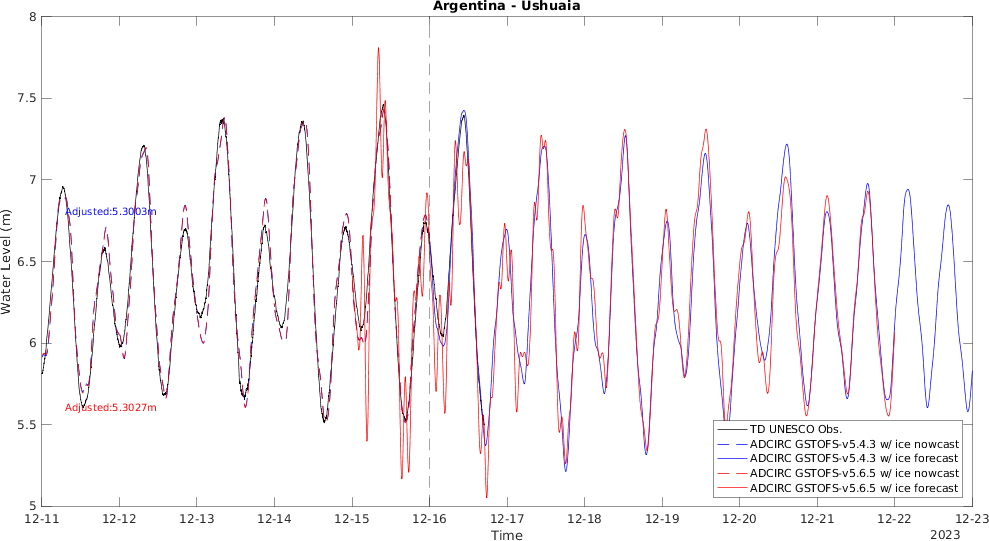 Argentina - Ushuaia
8
7.5
7
6.5
6
5.5
5
Water Level (m)
Adjusted:5.3003m
Adjusted:5.3027m
TD UNESCO Obs.
ADCIRC GSTOFS-v5.4.3 w/ ice nowcast
ADCIRC GSTOFS-v5.4.3 w/ ice forecast
ADCIRC GSTOFS-v5.6.5 w/ ice nowcast
ADCIRC GSTOFS-v5.6.5 w/ ice forecast
12-11 12-12 12-13 12-14 12-15 12-16 12-17 12-18 12-19 12-20 12-21 12-22 12-23
Time
2023